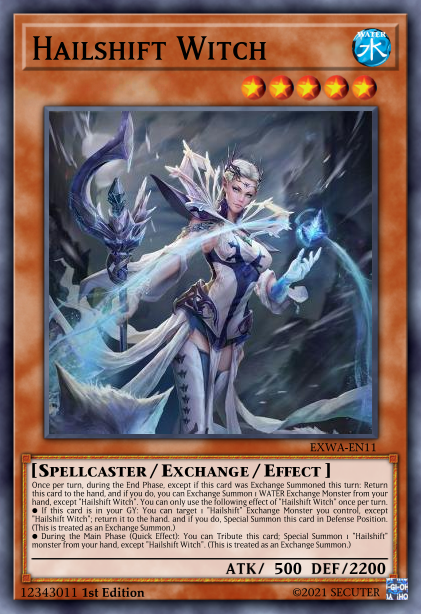 HAILSHIFT WITCH
WATER
水
EXWA-EN11
[SPELLCASTER / EXCHANGE / EFFECT ]
Once per turn, during the End Phase, except if this card was Exchange Summoned this turn: Return
this card to the hand, and if you do, you can Exchange Summon 1 WATER Exchange Monster from your
hand, except "Hailshift Witch". You can only use the following effect of "Hailshift Witch" once per turn.
● If this card is in your GY: You can target 1 "Hailshift" Exchange Monster you control, except
"Hailshift Witch"; return it to the hand. and if you do, Special Summon this card in Defense Position.
(This is treated as an Exchange Summon.)
● During the Main Phase (Quick Effect): You can Tribute this card; Special Summon 1 "Hailshift"
monster from your hand, except "Hailshift Witch". (This is treated as an Exchange Summon.)
ATK/ 500 DEF/2200
12343011 1st Edition
©2021 SECUTER